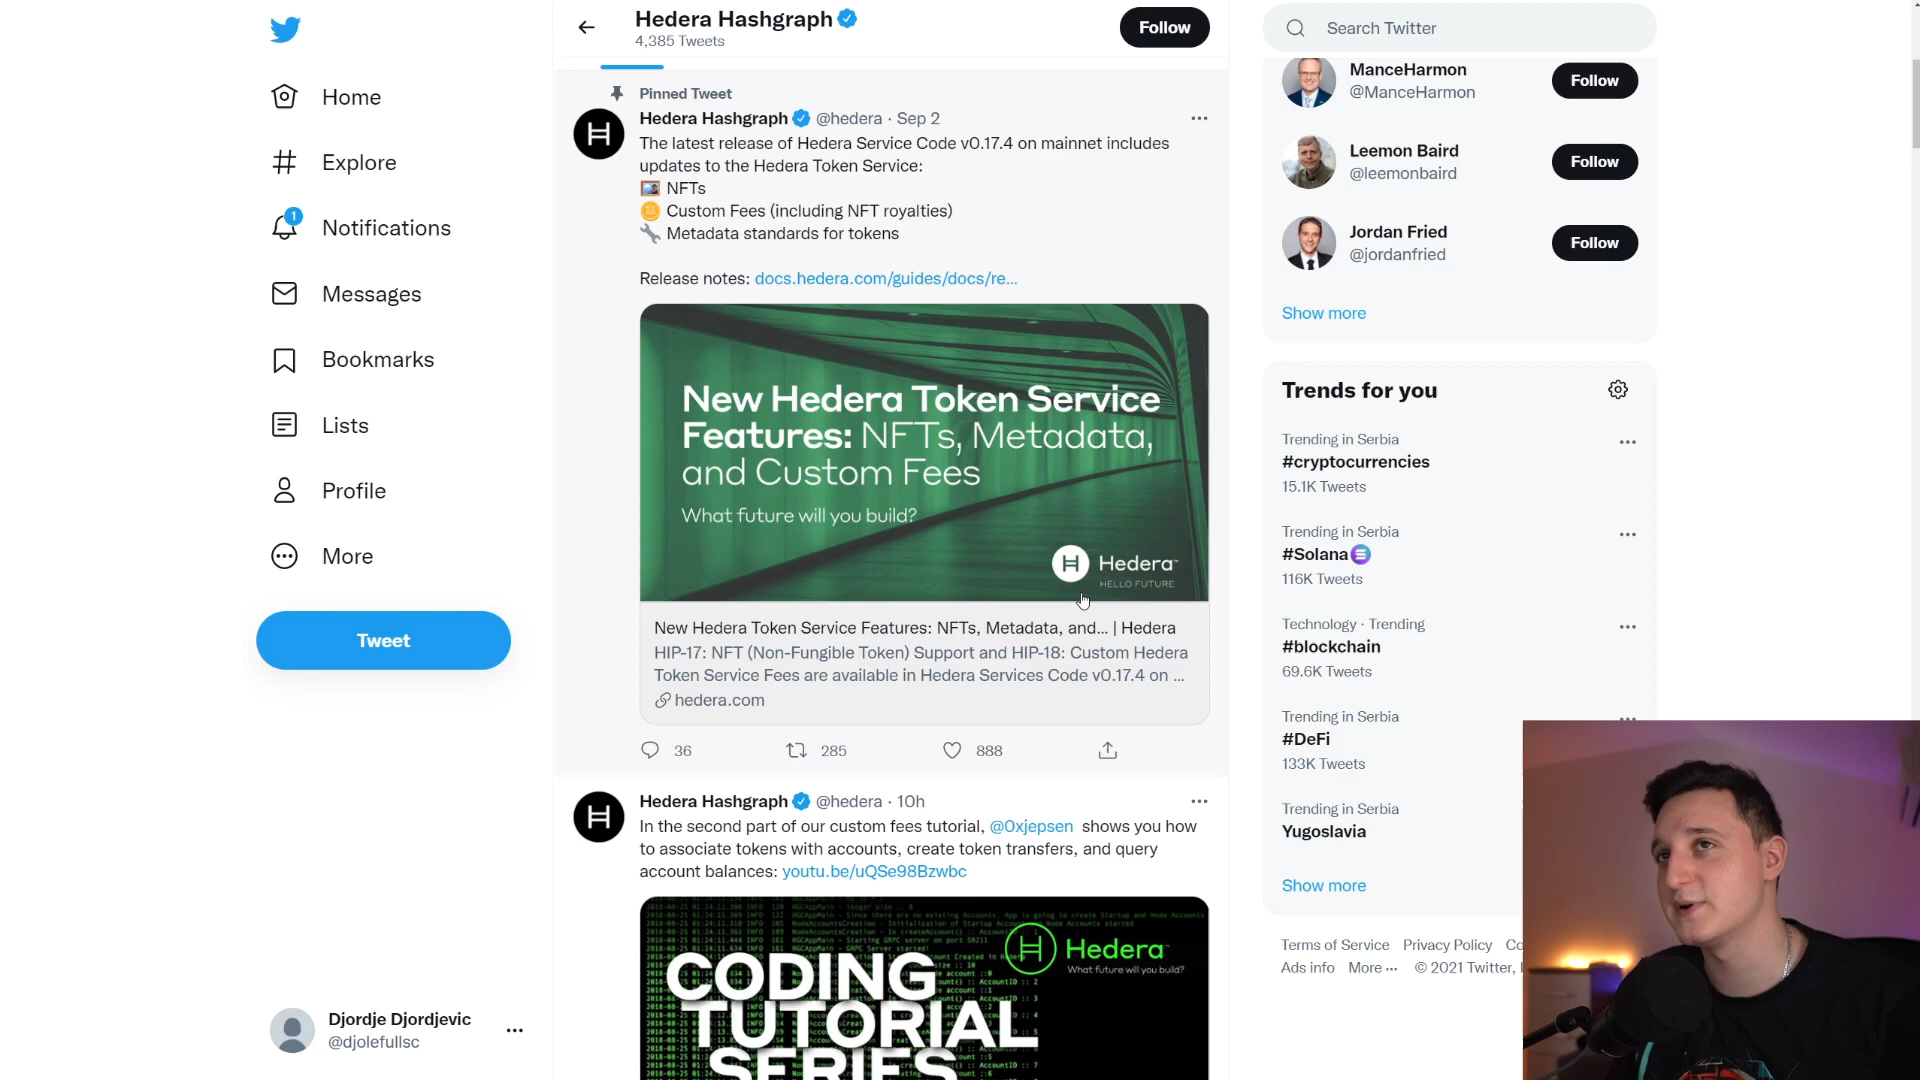 Hedera Hashgraph
4,385 Tweets
Follow
Search Twitter
Home
Explore
1
Notifications
Messages
Bookmarks
Lists
Profile
More
Tweet
Djordje Djordjevic
@djolefullsc
Pinned Tweet
Hedera Hashgraph @hedera · Sep 2
The latest release of Hedera Service Code v0.17.4 on mainnet includes
updates to the Hedera Token Service:
NFTs
Custom Fees (including NFT royalties)
Metadata standards for tokens
Release notes: docs.hedera.com/guides/docs/re...
New Hedera Token Service
Features: NFTs, Metadata,
and Custom Fees
What future will you build?
H Hedera™
HELLO FUTURE
New Hedera Token Service Features: NFTs, Metadata, and... | Hedera
HIP-17: NFT (Non-Fungible Token) Support and HIP-18: Custom Hedera
Token Service Fees are available in Hedera Services Code v0.17.4 on ...
hedera.com
36 285 888
Hedera Hashgraph @hedera · 10h
In the second part of our custom fees tutorial, @0xjepsen shows you how
to associate tokens with accounts, create token transfers, and query
account balances: youtu.be/uQSe98Bzwbc
H Hedera
What future will you build?
CODING
TUTORIAL
SERIES
ManceHarmon
@ManceHarmon
Follow
Leemon Baird
@leemonbaird
Follow
Jordan Fried
@jordanfried
Follow
Show more
Trends for you
Trending in Serbia
#cryptocurrencies
15.1K Tweets
Trending in Serbia
#Solana
116K Tweets
Technology · Trending
#blockchain
69.6K Tweets
Trending in Serbia
#DeFi
133K Tweets
Trending in Serbia
Yugoslavia
Show more
Terms of Service Privacy Policy Co
Ads info More ··· © 2021 Twitter, I